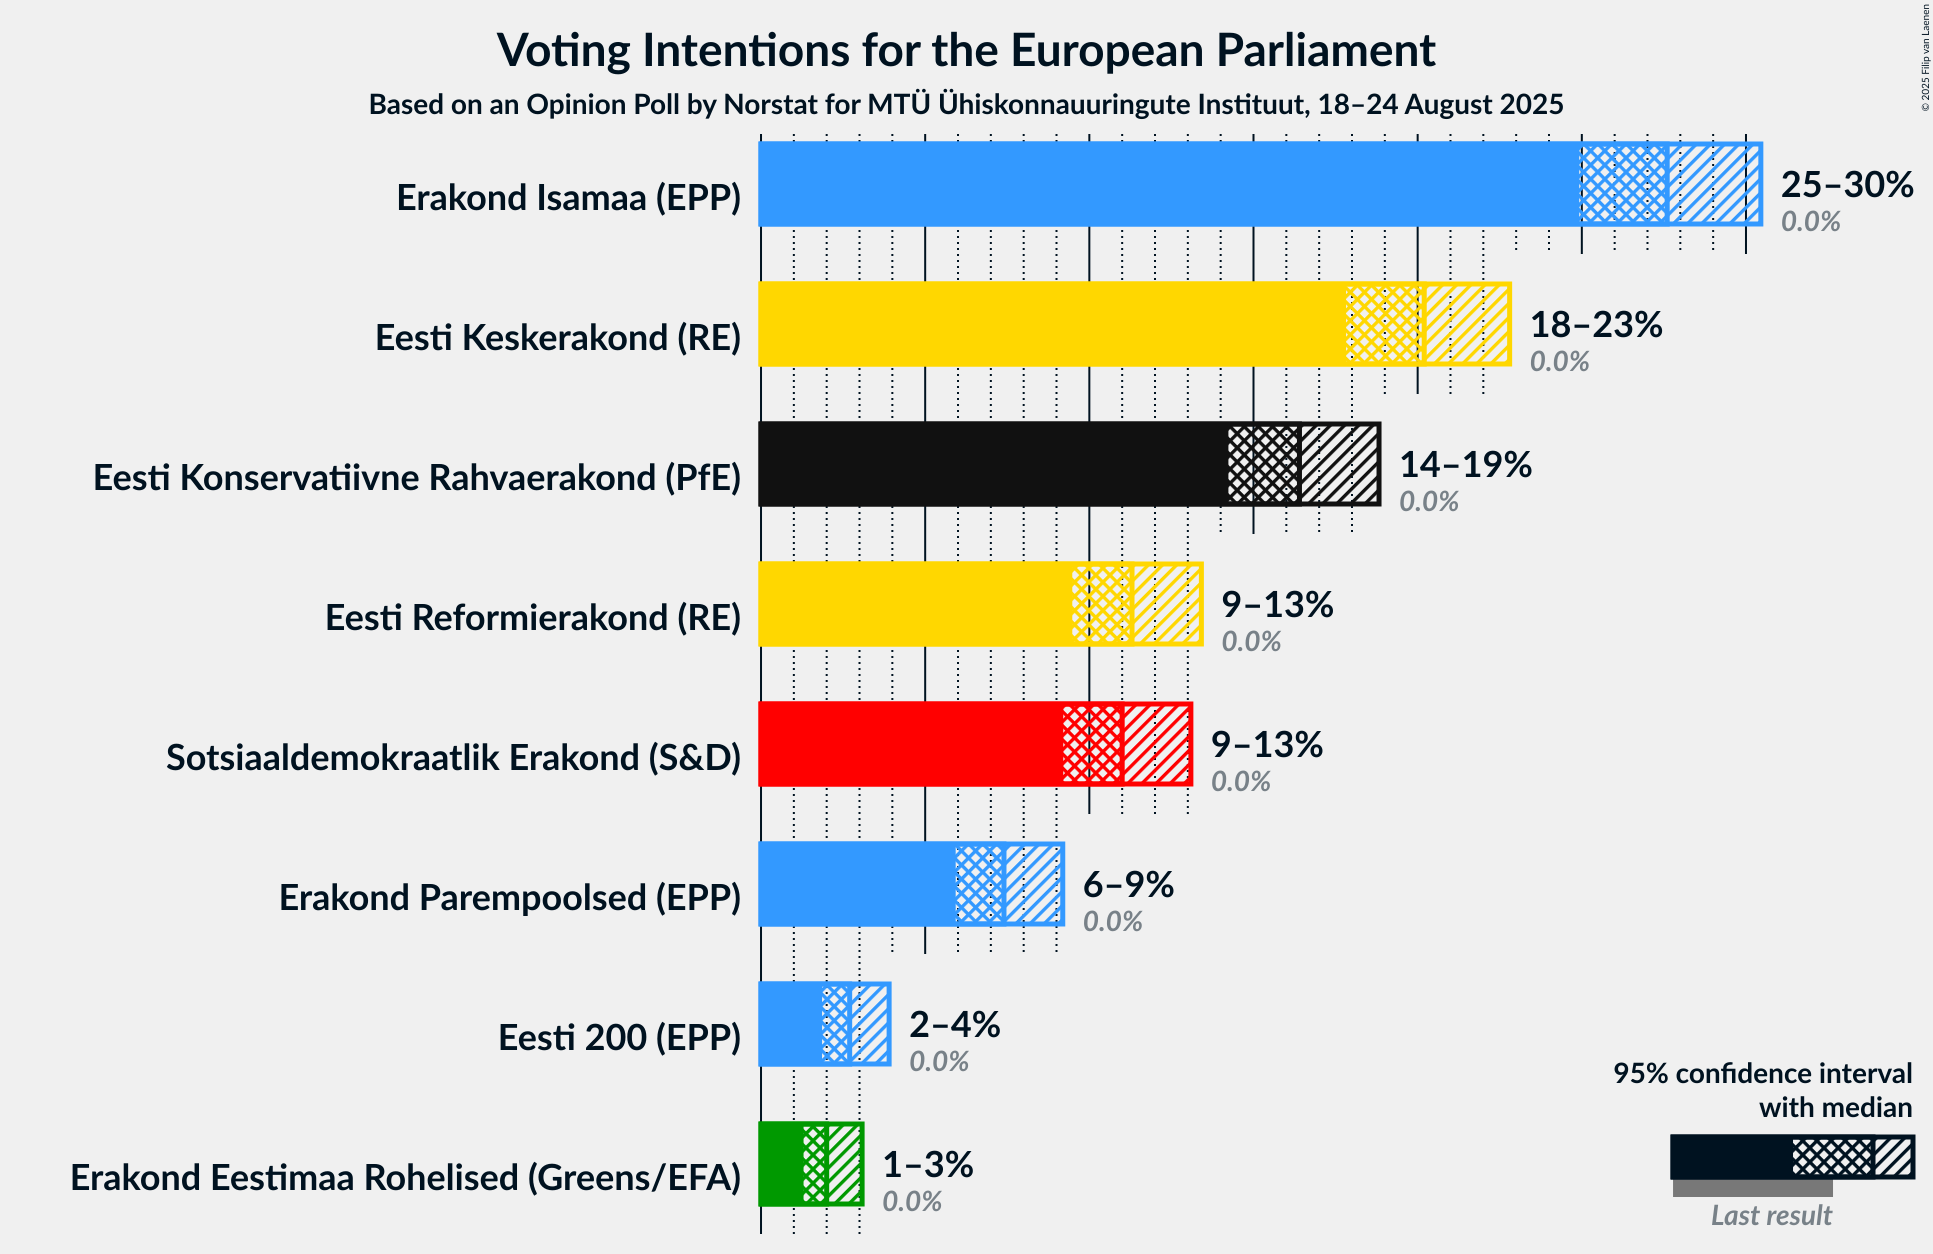 Voting Intentions for the European Parliament
Based on an Opinion Poll by Norstat for MTÜ Ühiskonnauuringute Instituut, 18–24 August 2025
© 2025 Filip van Laenen
Erakond Isamaa (EPP)
25–30%
0.0%
Eesti Keskerakond (RE)
18–23%
0.0%
Eesti Konservatiivne Rahvaerakond (PfE)
14–19%
0.0%
Eesti Reformierakond (RE)
9–13%
0.0%
Sotsiaaldemokraatlik Erakond (S&D)
9–13%
0.0%
Erakond Parempoolsed (EPP)
6–9%
0.0%
Eesti 200 (EPP)
2–4%
0.0%
Erakond Eestimaa Rohelised (Greens/EFA)
1–3%
0.0%
95% confidence interval
with median
Last result